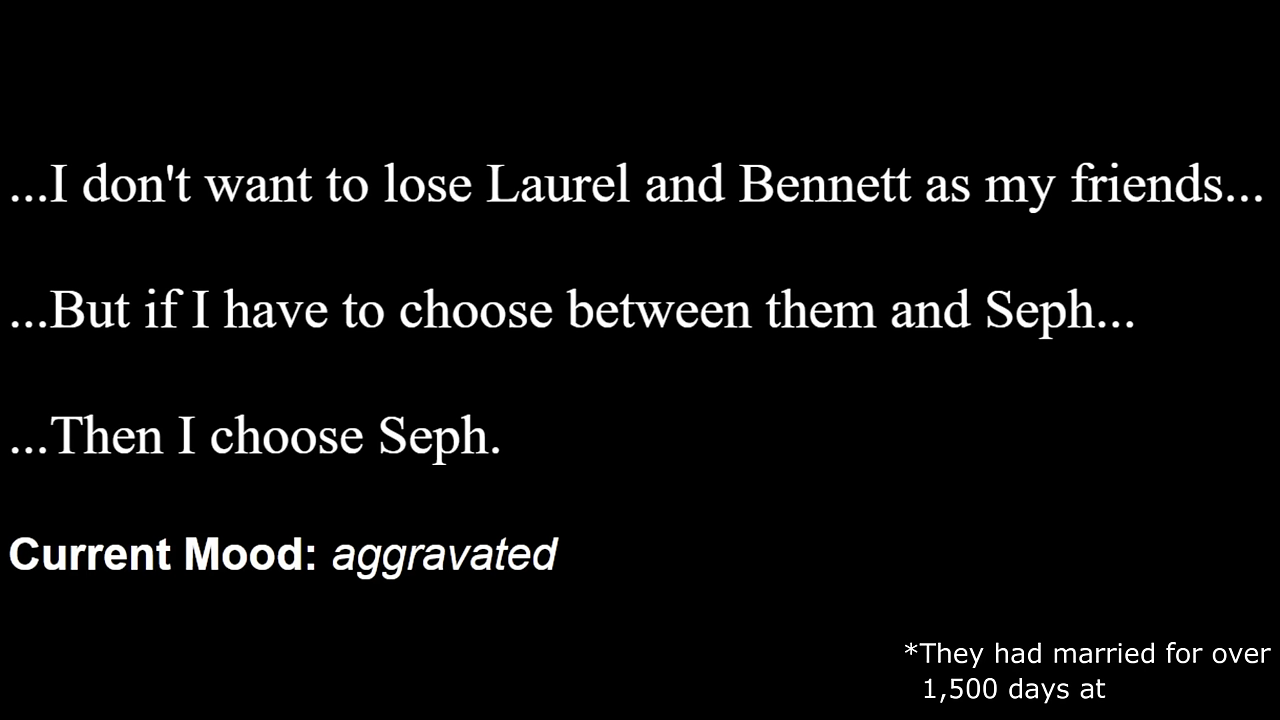 ...I don't want to lose Laurel and Bennett as my friends...
...But if I have to choose between them and Seph...
...Then I choose Seph.
Current Mood: aggravated
*They had married for over
1,500 days at